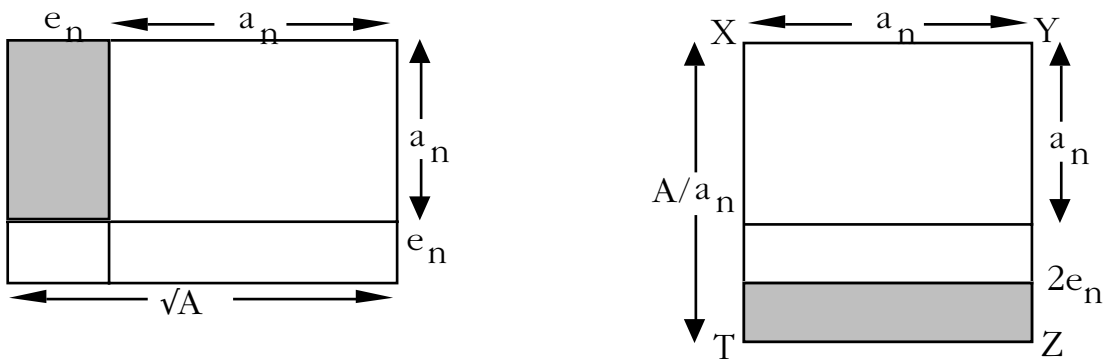 e_n a_n
a_n
e_n
√A
X a_n Y
A/a_n
a_n
2e_n
T Z